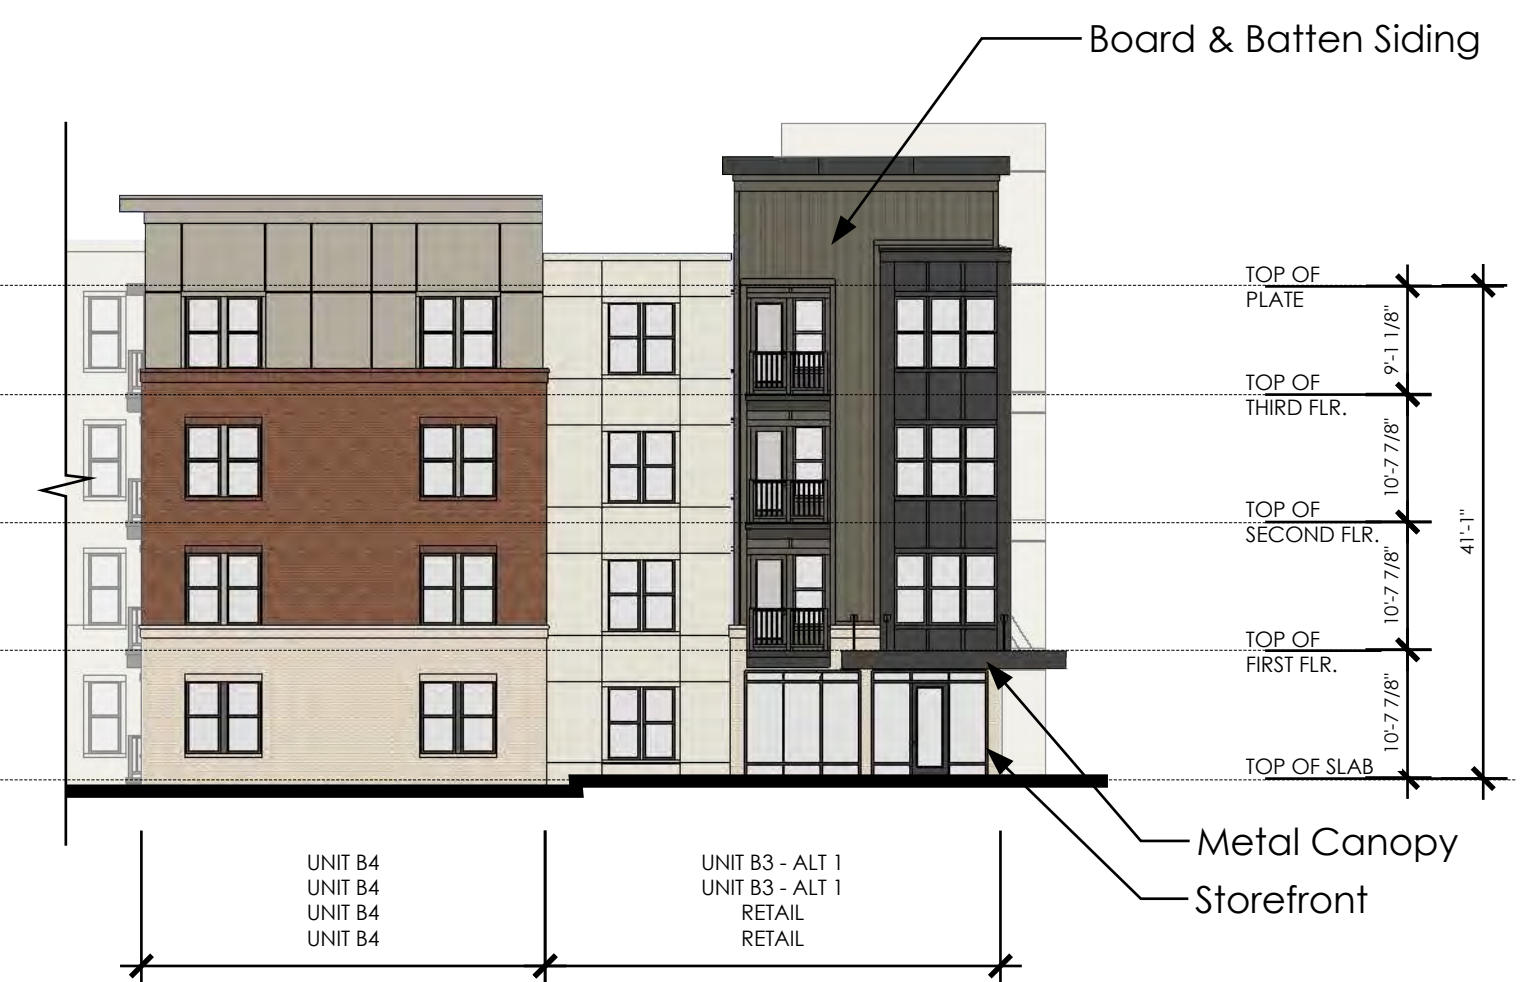 Board & Batten Siding
TOP OF
PLATE
9'-1 1/8"
TOP OF
THIRD FLR.
10'-7 7/8"
TOP OF
SECOND FLR.
41'-1"
10'-7 7/8"
TOP OF
FIRST FLR.
10'-7 7/8"
TOP OF SLAB
Metal Canopy
Storefront
UNIT B4
UNIT B4
UNIT B4
UNIT B4
UNIT B3 - ALT 1
UNIT B3 - ALT 1
RETAIL
RETAIL